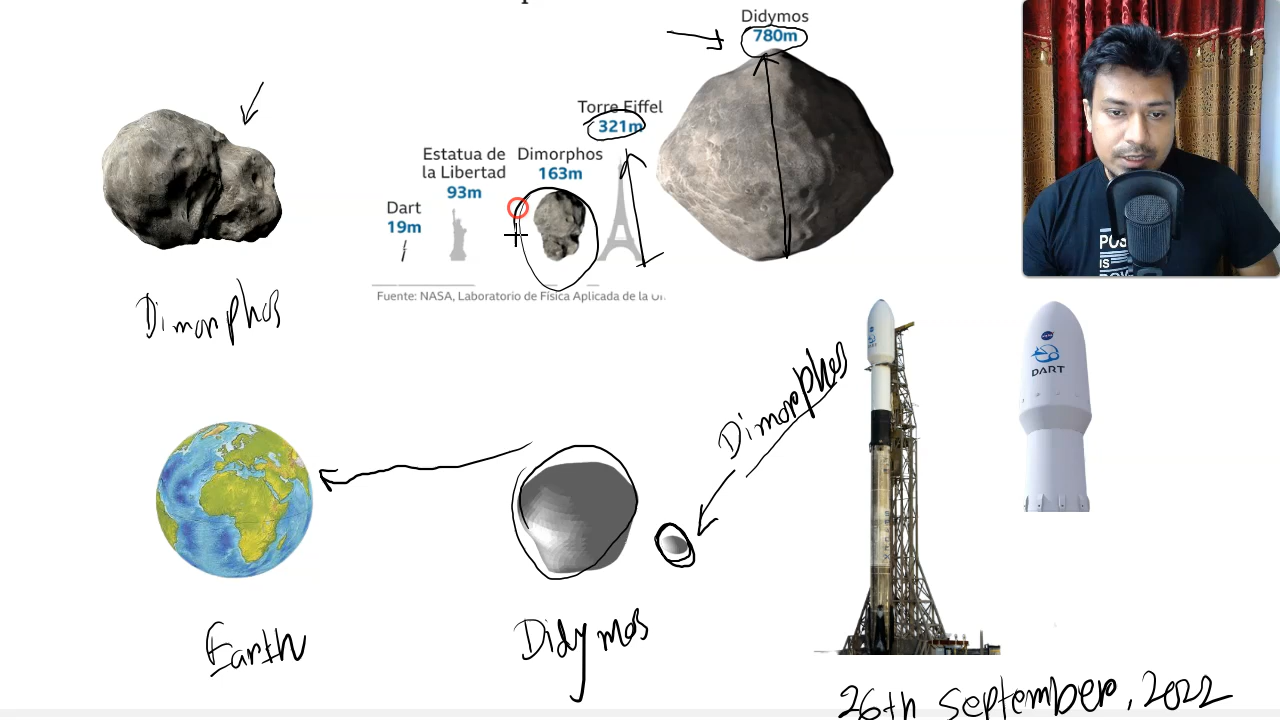 Didymos
780m
Torre Eiffel
321m
Estatua de
la Libertad
93m
Dimorphos
163m
Dart
19m
Fuente: NASA, Laboratorio de Física Aplicada de la
Dimorphos
Dimorphos
DART
Earth
Didymos
26th September, 2022